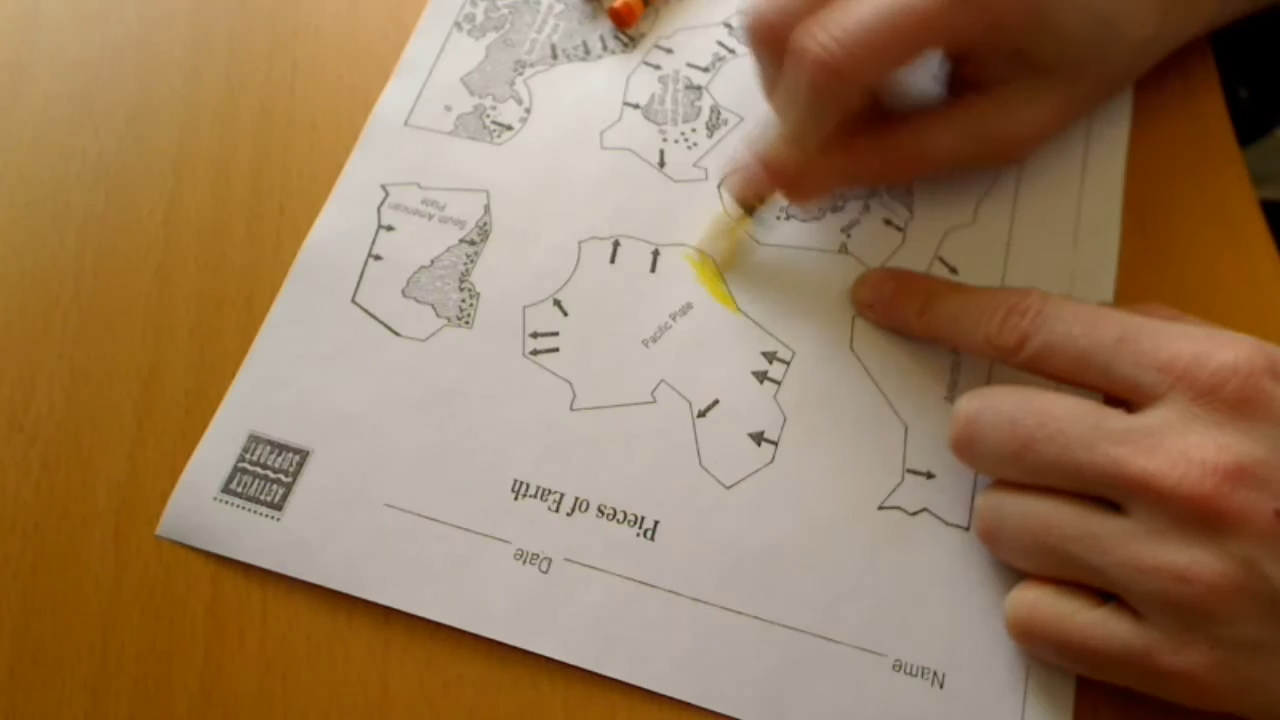 Name
Date
Pieces of Earth
ACTIVITY
SUPPORT
Pacific Plate
South American
Plate